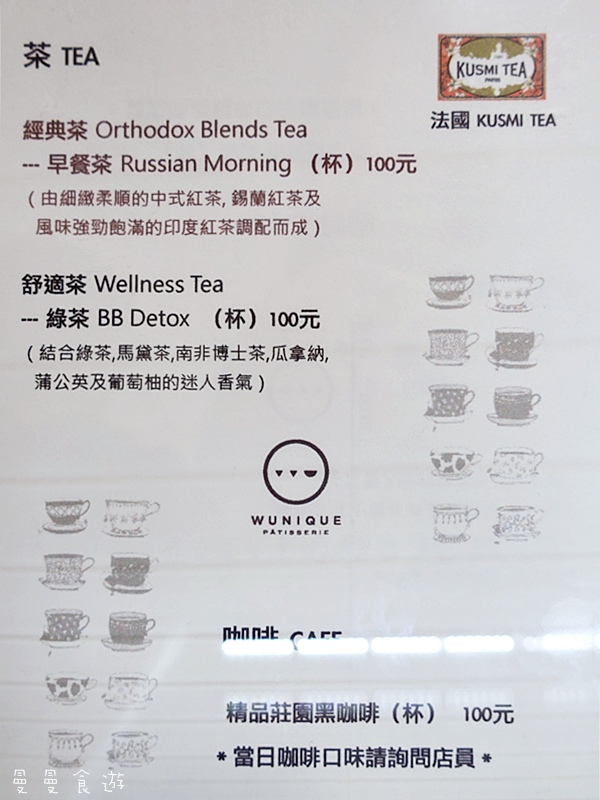 茶 TEA
KUSMI TEA
PARIS
法國 KUSMI TEA
經典茶 Orthodox Blends Tea
--- 早餐茶 Russian Morning （杯）100元
（由細緻柔順的中式紅茶, 錫蘭紅茶及
風味強勁飽滿的印度紅茶調配而成）
舒適茶 Wellness Tea
--- 綠茶 BB Detox （杯）100元
（結合綠茶,馬黛茶,南非博士茶,瓜拿納,
蒲公英及葡萄柚的迷人香氣）
WUNIQUE
PÂTISSERIE
咖啡 CAFE
精品莊園黑咖啡（杯） 100元
*當日咖啡口味請詢問店員*
曼曼食遊